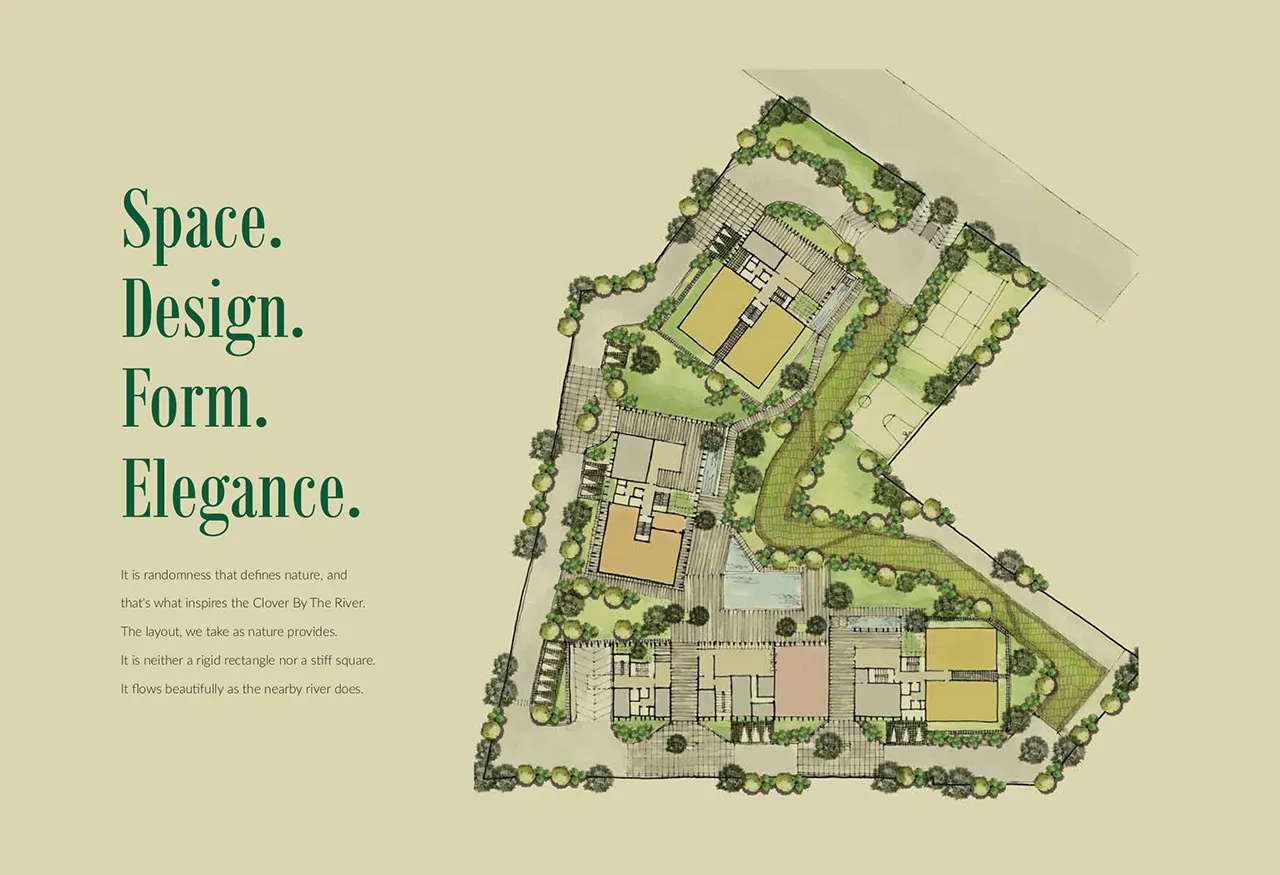 Space.
Design.
Form.
Elegance.
It is randomness that defines nature, and
that's what inspires the Clover By The River.
The layout, we take as nature provides.
It is neither a rigid rectangle nor a stiff square.
It flows beautifully as the nearby river does.